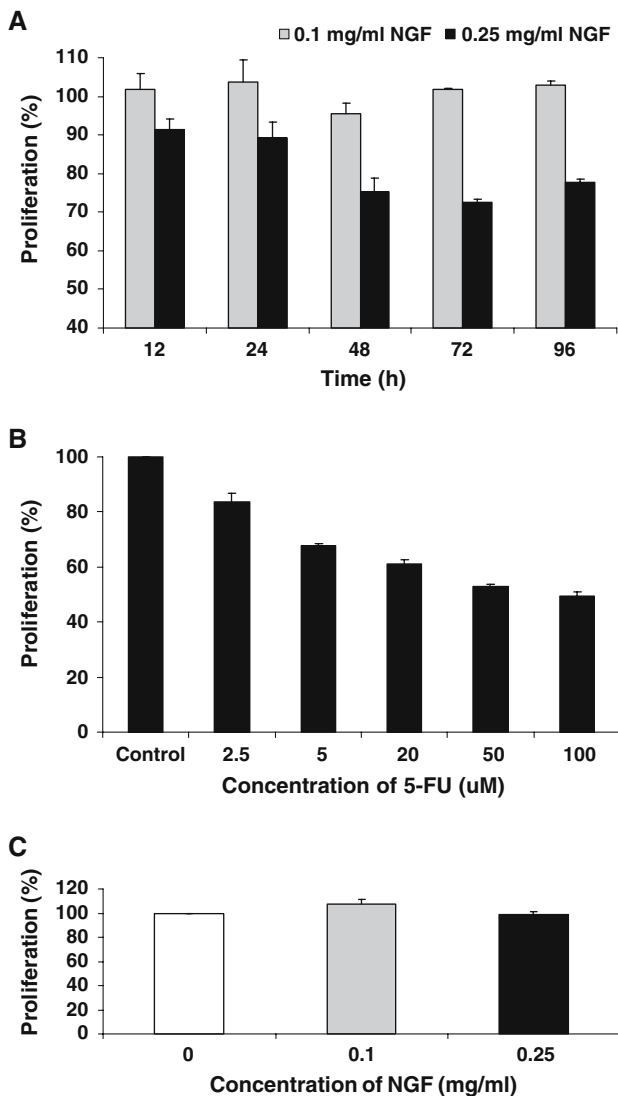 A
0.1 mg/ml NGF 0.25 mg/ml NGF
Proliferation (%)
110
100
90
80
70
60
50
40
12 24 48 72 96
Time (h)
B
Proliferation (%)
100
80
60
40
20
0
Control 2.5 5 20 50 100
Concentration of 5-FU (uM)
C
Proliferation (%)
120
100
80
60
40
20
0
0 0.1 0.25
Concentration of NGF (mg/ml)